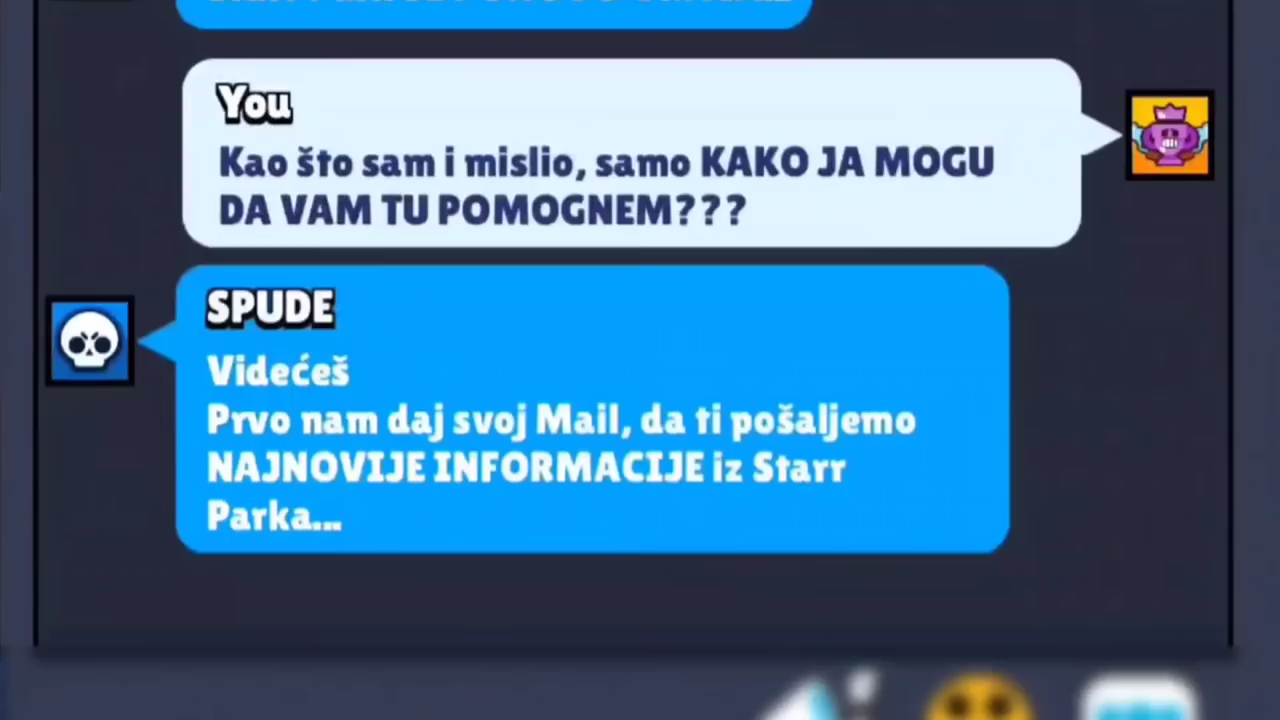 You
Kao što sam i mislio, samo KAKO JA MOGU
DA VAM TU POMOGNEM???
SPUDE
Videćeš
Prvo nam daj svoj Mail, da ti pošaljemo
NAJNOVIJE INFORMACIJE iz Starr
Parka...